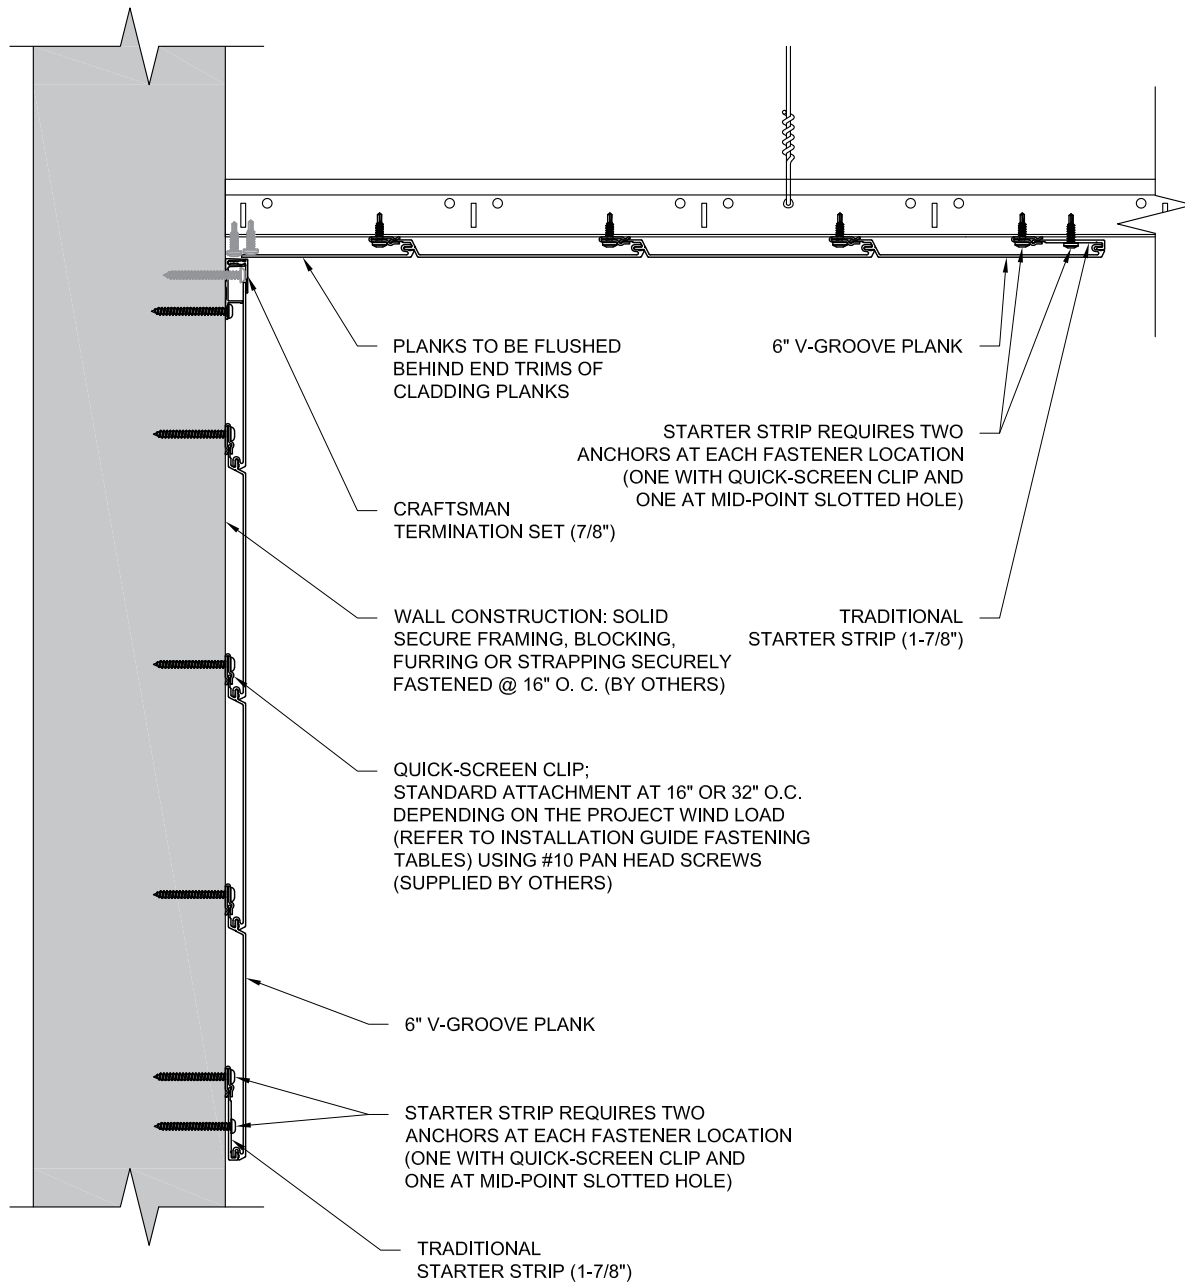 PLANKS TO BE FLUSHED
BEHIND END TRIMS OF
CLADDING PLANKS
6" V-GROOVE PLANK
STARTER STRIP REQUIRES TWO
ANCHORS AT EACH FASTENER LOCATION
(ONE WITH QUICK-SCREEN CLIP AND
ONE AT MID-POINT SLOTTED HOLE)
CRAFTSMAN
TERMINATION SET (7/8")
WALL CONSTRUCTION: SOLID
SECURE FRAMING, BLOCKING,
FURRING OR STRAPPING SECURELY
FASTENED @ 16" O. C. (BY OTHERS)
TRADITIONAL
STARTER STRIP (1-7/8")
QUICK-SCREEN CLIP;
STANDARD ATTACHMENT AT 16" OR 32" O.C.
DEPENDING ON THE PROJECT WIND LOAD
(REFER TO INSTALLATION GUIDE FASTENING
TABLES) USING #10 PAN HEAD SCREWS
(SUPPLIED BY OTHERS)
6" V-GROOVE PLANK
STARTER STRIP REQUIRES TWO
ANCHORS AT EACH FASTENER LOCATION
(ONE WITH QUICK-SCREEN CLIP AND
ONE AT MID-POINT SLOTTED HOLE)
TRADITIONAL
STARTER STRIP (1-7/8")